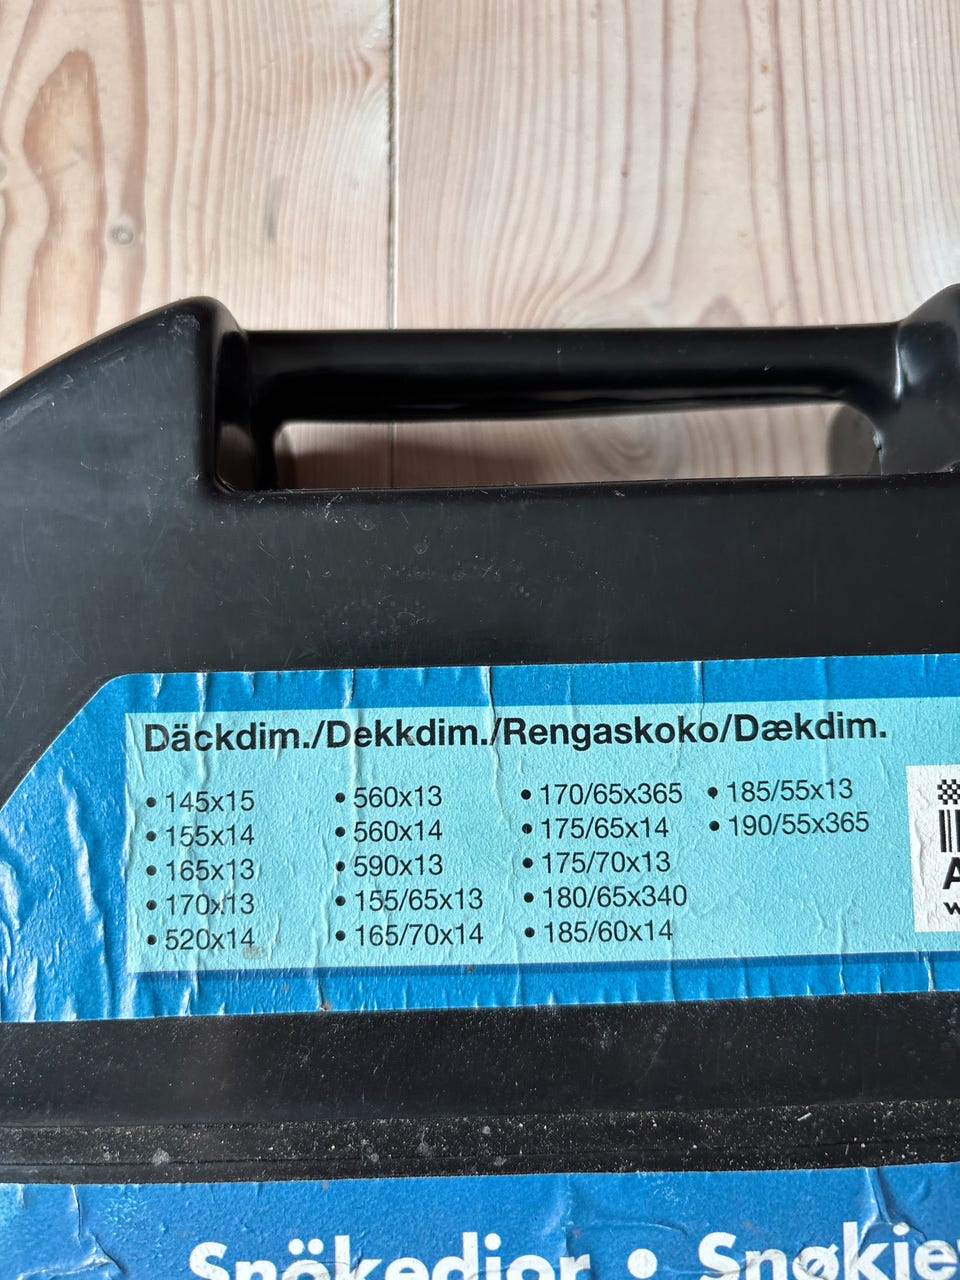 Däckdim./Dekkdim./Rengaskoko/Dækdim.
• 145x15
• 155x14
• 165x13
• 170x13
• 520x14
• 560x13
• 560x14
• 590x13
• 155/65x13
• 165/70x14
• 170/65x365
• 175/65x14
• 175/70x13
• 180/65x340
• 185/60x14
• 185/55x13
• 190/55x365
A
w
Snökedjor • Snøkje